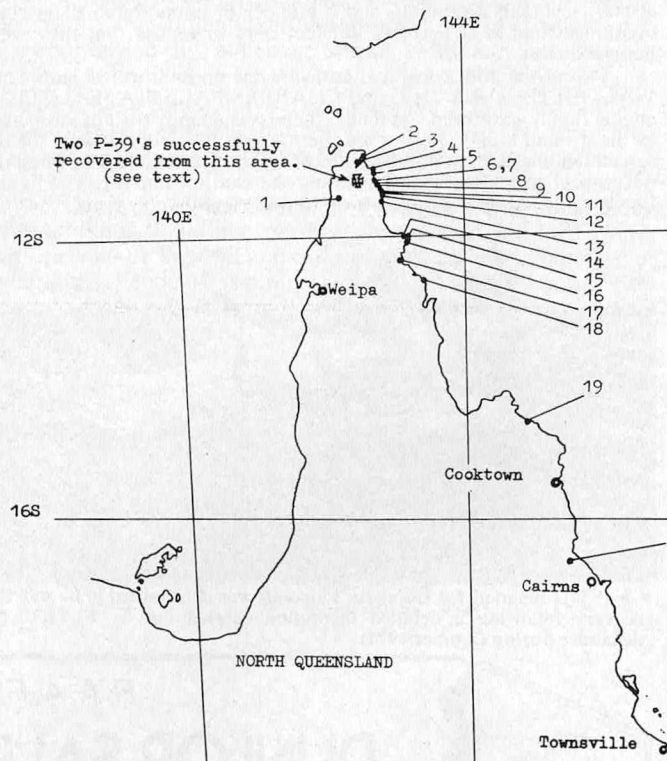 144E
Two P-39's successfully
recovered from this area.
(see text)
2
3
4
5
6,7
8
9
10
11
12
13
14
15
16
17
18
1
140E
12S
Weipa
19
Cooktown
16S
Cairns
NORTH QUEENSLAND
Townsville